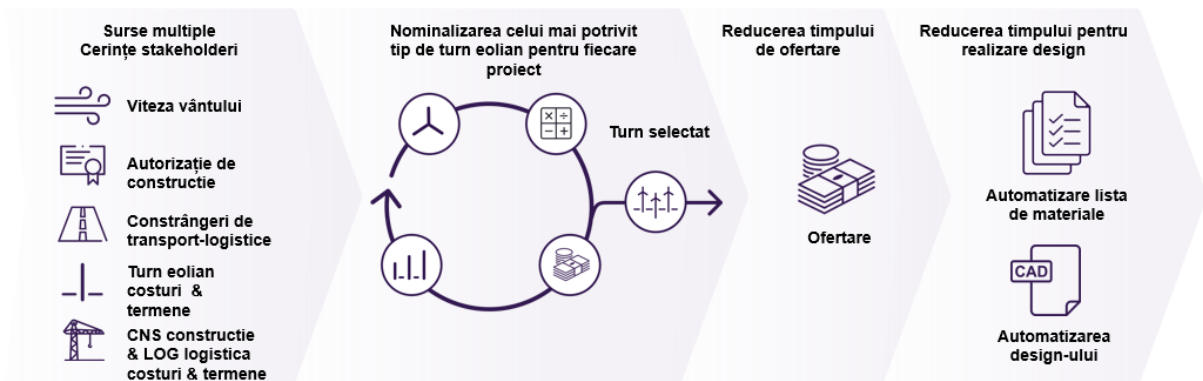 Surse multiple
Cerințe stakeholderi
Viteza vântului
Autorizație de
constructie
Constrângeri de
transport-logistice
Turn eolian
costuri &
termene
CNS constructie
& LOG logistica
costuri & termene
Nominalizarea celui mai potrivit
tip de turn eolian pentru fiecare
proiect
Turn selectat
Reducerea timpului
de ofertare
Ofertare
Reducerea timpului pentru
realizare design
Automatizare lista
de materiale
CAD
Automatizarea
design-ului